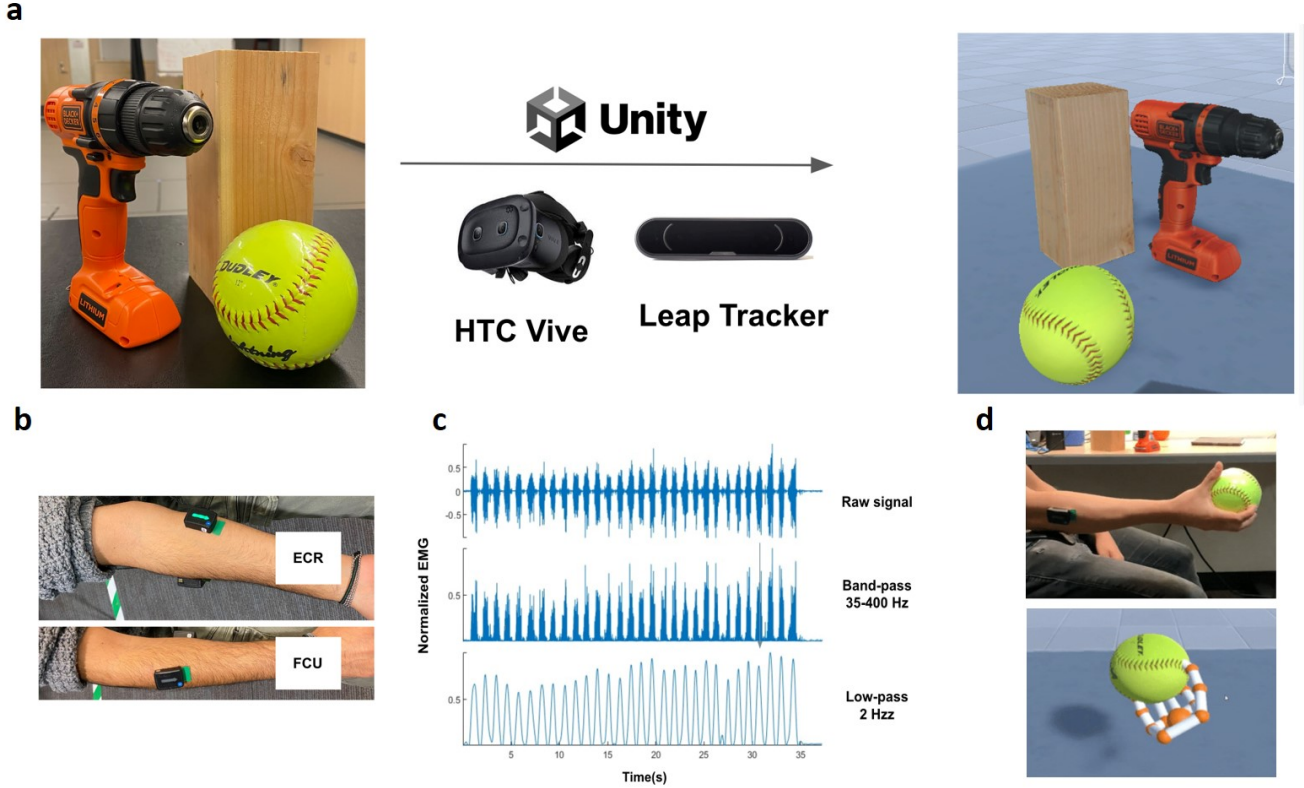 a
BLACK+
DECKER
LITHIUM
DUDLEY
Lightning
Unity
HTC Vive
Leap Tracker
LITHIUM
b
ECR
FCU
c
Normalized EMG
0.5
0
-0.5
Raw signal
0.5
Band-pass
35-400 Hz
0.5
Low-pass
2 Hzz
5 10 15 20 25 30 35
Time(s)
d